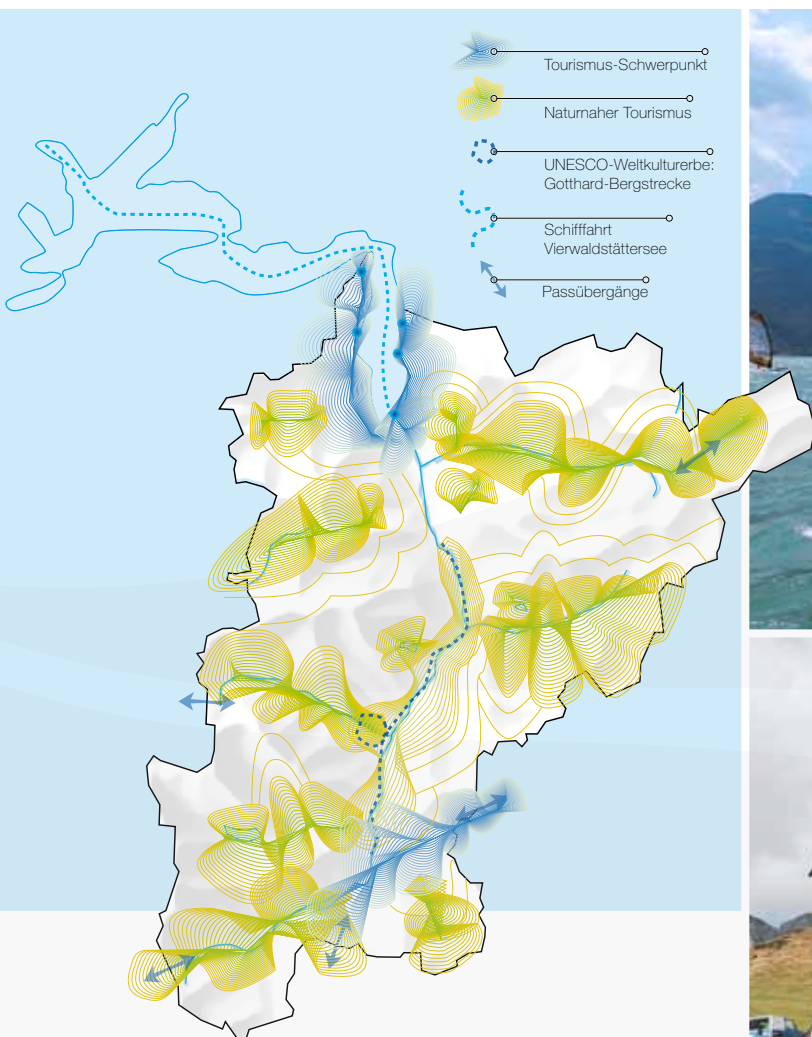 Tourismus-Schwerpunkt
Naturnaher Tourismus
UNESCO-Weltkulturerbe:
Gotthard-Bergstrecke
Schifffahrt
Vierwaldstättersee
Passübergänge